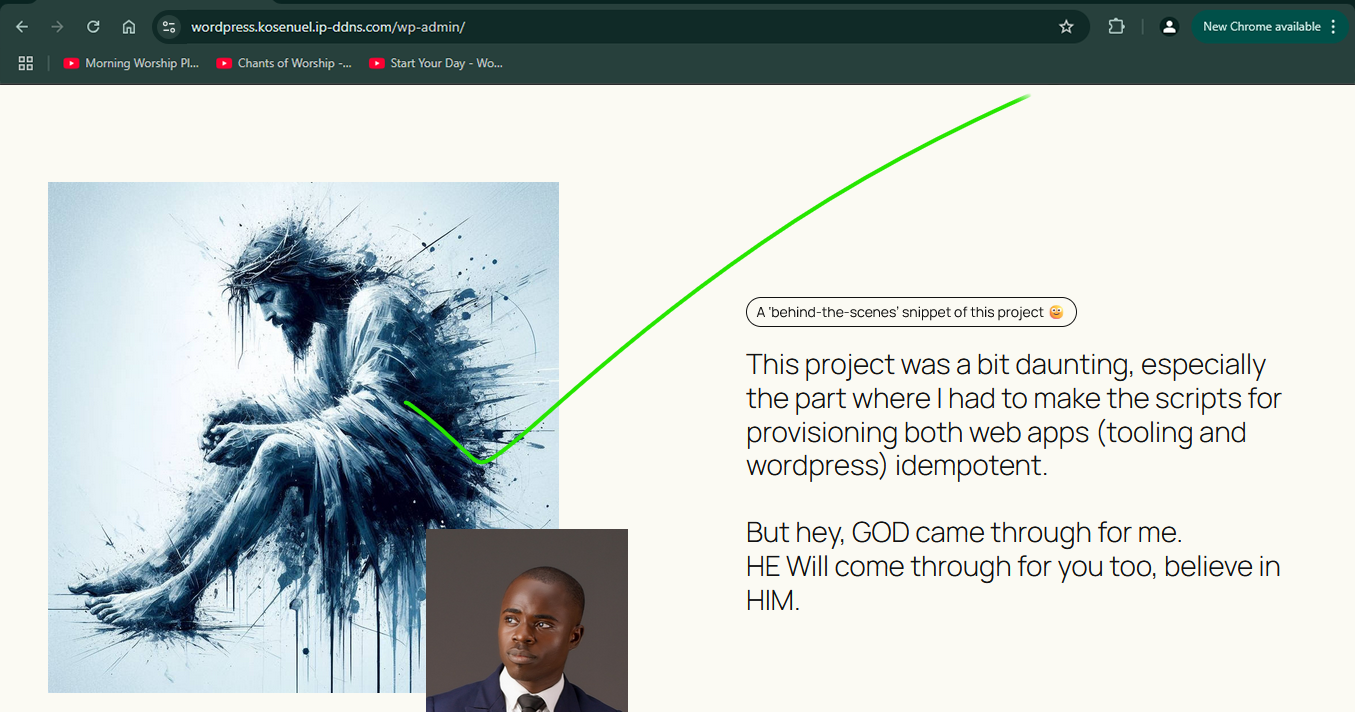 wordpress.kosenuel.ip-ddns.com/wp-admin/
New Chrome available
Morning Worship Pl...
Chants of Worship -...
Start Your Day - Wo...
A 'behind-the-scenes' snippet of this project
This project was a bit daunting, especially
the part where I had to make the scripts for
provisioning both web apps (tooling and
wordpress) idempotent.
But hey, GOD came through for me.
HE Will come through for you too, believe in
HIM.